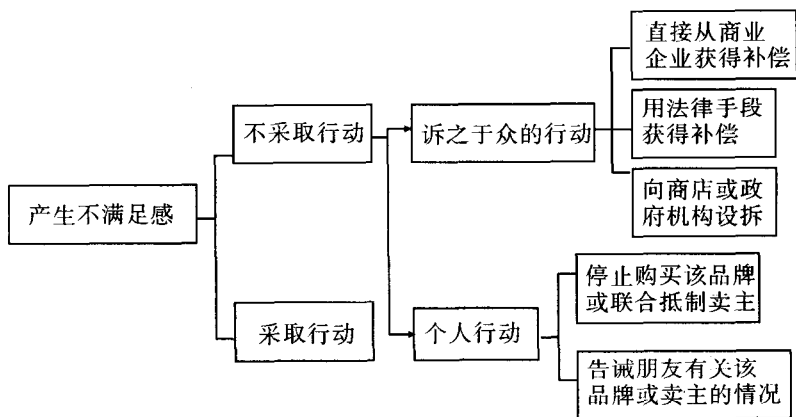 产生不满足感
不采取行动
采取行动
诉之于众的行动
个人行动
直接从商业
企业获得补偿
用法律手段
获得补偿
向商店或政
府机构设拆
停止购买该品牌
或联合抵制卖主
告诫朋友有关该
品牌或卖主的情况